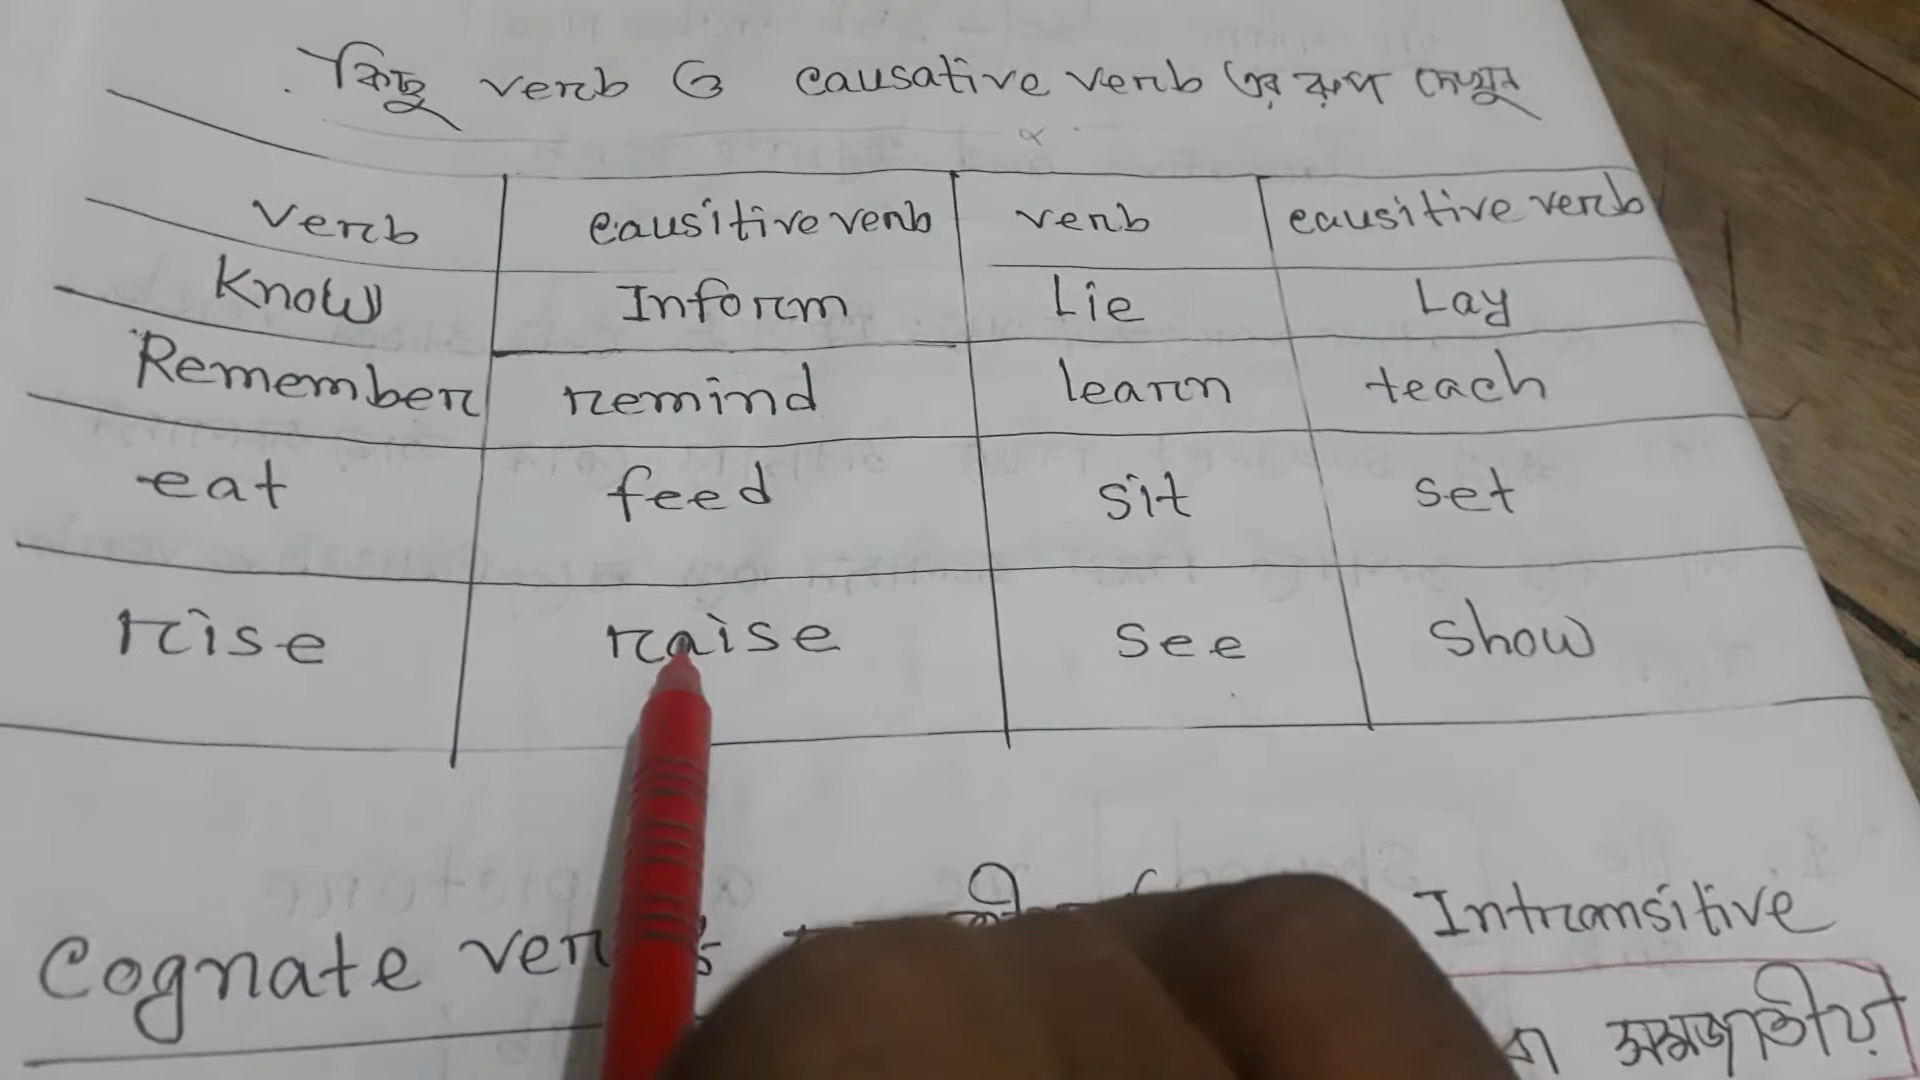 কিছু verb ও causative verb এর রূপ দেখুন
verb causitive verb verb causitive verb
Know Inform Lie Lay
Remember remind learn teach
eat feed sit set
rise raise see show
Cognate Intransitive
সমজাতীয়